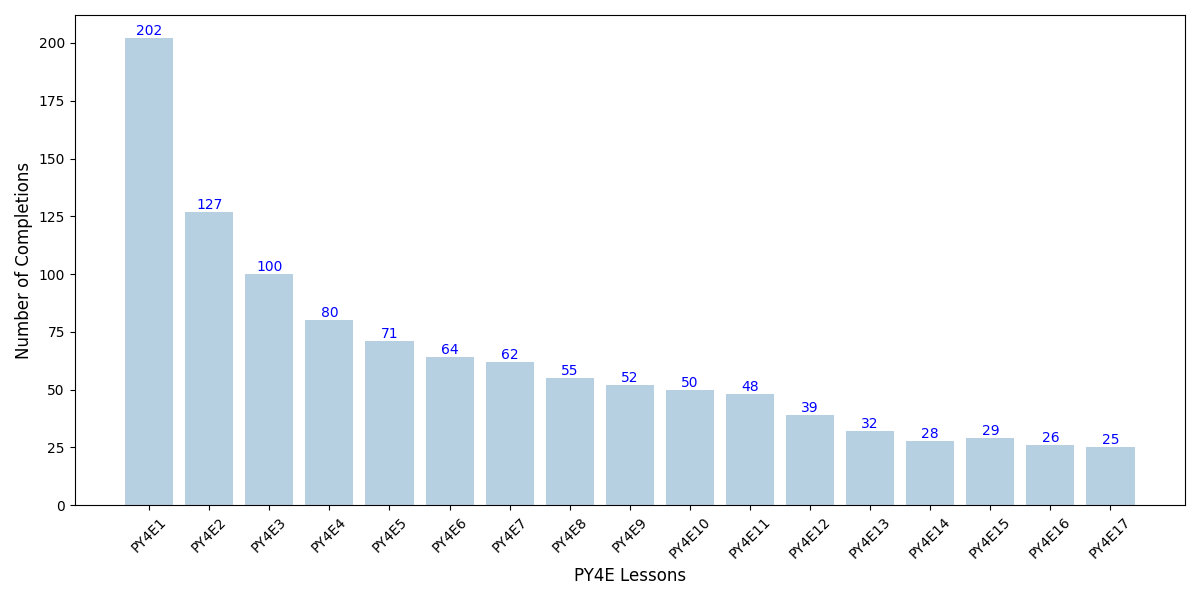 202
200
175
150
127
125
100
100
80
75
71
64
62
55
52
50
50
48
39
32
28
29
26
25
25
0
Number of Completions
PY4E1
PY4E2
PY4E3
PY4E4
PY4E5
PY4E6
PY4E7
PY4E8
PY4E9
PY4E10
PY4E11
PY4E12
PY4E13
PY4E14
PY4E15
PY4E16
PY4E17
PY4E Lessons